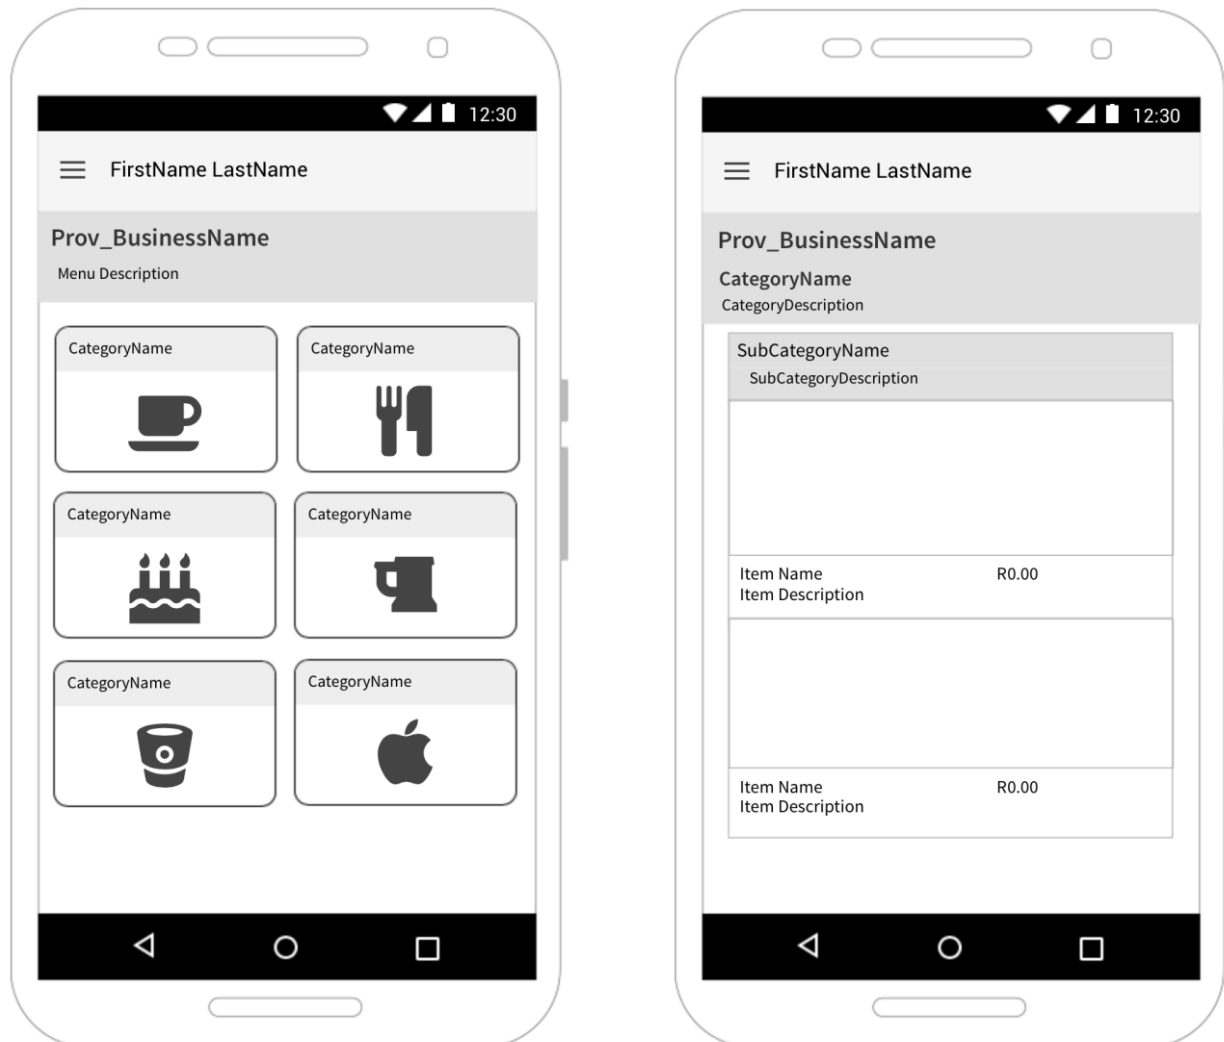 12:30
FirstName LastName
Prov_BusinessName
Menu Description
CategoryName
CategoryName
CategoryName
CategoryName
CategoryName
CategoryName
12:30
FirstName LastName
Prov_BusinessName
CategoryName
CategoryDescription
SubCategoryName
SubCategoryDescription
Item Name R0.00
Item Description
Item Name R0.00
Item Description